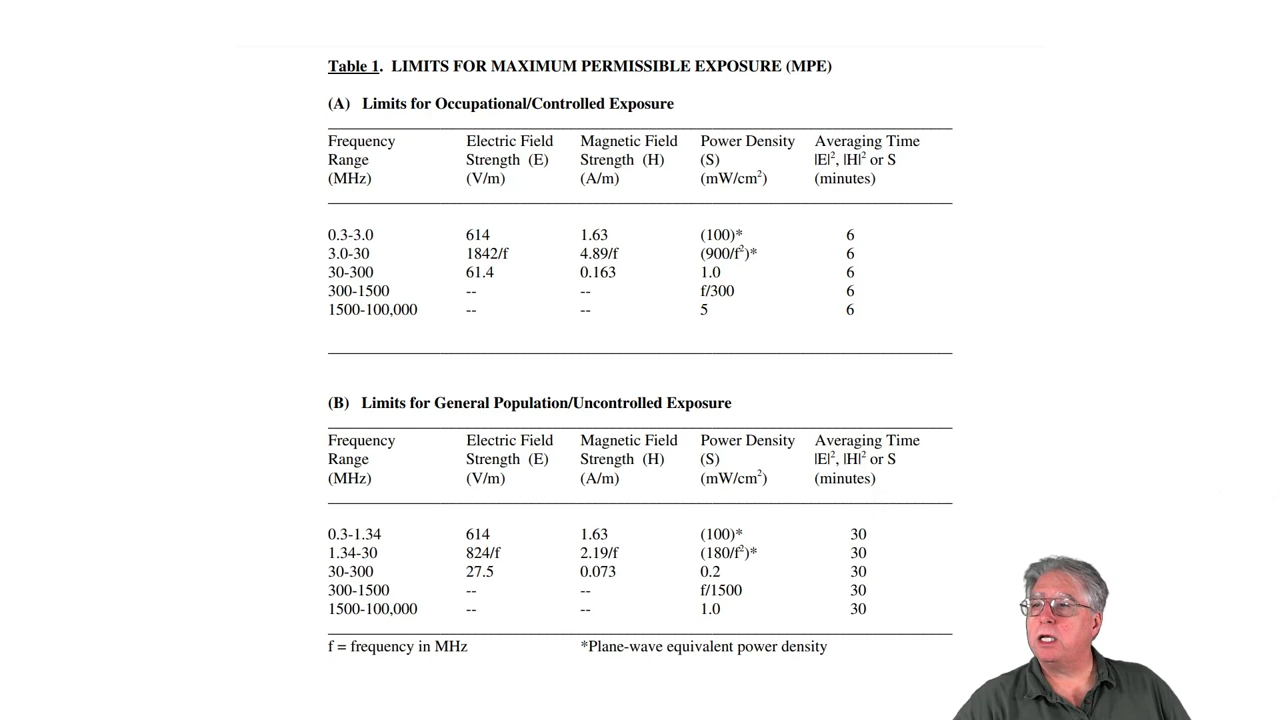 Table 1. LIMITS FOR MAXIMUM PERMISSIBLE EXPOSURE (MPE)
(A) Limits for Occupational/Controlled Exposure
Frequency Electric Field Magnetic Field Power Density Averaging Time
Range Strength (E) Strength (H) (S) |E|², |H|² or S
(MHz) (V/m) (A/m) (mW/cm²) (minutes)
0.3-3.0 614 1.63 (100)* 6
3.0-30 1842/f 4.89/f (900/f²)* 6
30-300 61.4 0.163 1.0 6
300-1500 -- -- f/300 6
1500-100,000 -- -- 5 6
(B) Limits for General Population/Uncontrolled Exposure
Frequency Electric Field Magnetic Field Power Density Averaging Time
Range Strength (E) Strength (H) (S) |E|², |H|² or S
(MHz) (V/m) (A/m) (mW/cm²) (minutes)
0.3-1.34 614 1.63 (100)* 30
1.34-30 824/f 2.19/f (180/f²)* 30
30-300 27.5 0.073 0.2 30
300-1500 -- -- f/1500 30
1500-100,000 -- -- 1.0 30
f = frequency in MHz *Plane-wave equivalent power density